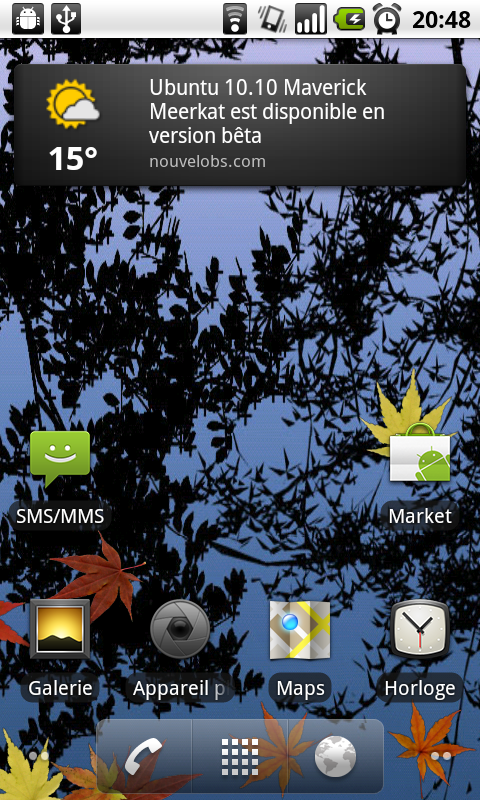 20:48
Ubuntu 10.10 Maverick
Meerkat est disponible en
version bêta
nouvelobs.com
15°
SMS/MMS
Market
Galerie
Appareil p
Maps
Horloge